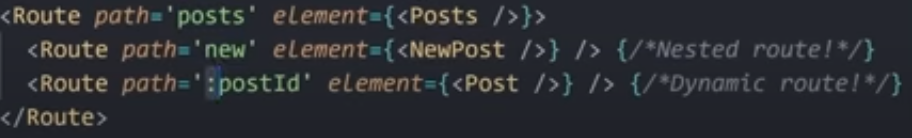 <Route path='posts' element={<Posts />}>
<Route path='new' element={<NewPost />} /> {/*Nested route!*/}
<Route path=':postId' element={<Post />} /> {/*Dynamic route!*/}
</Route>